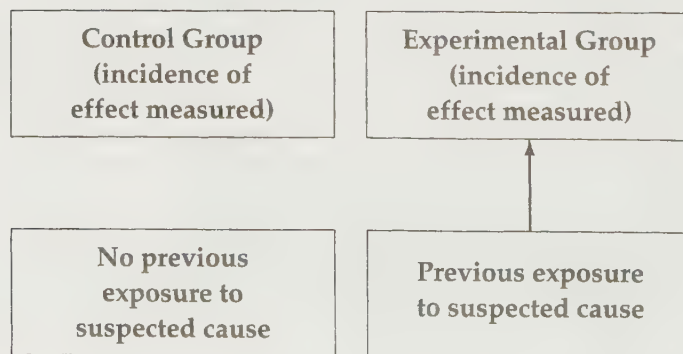 Control Group
(incidence of
effect measured)
Experimental Group
(incidence of
effect measured)
No previous
exposure to
suspected cause
Previous exposure
to suspected cause